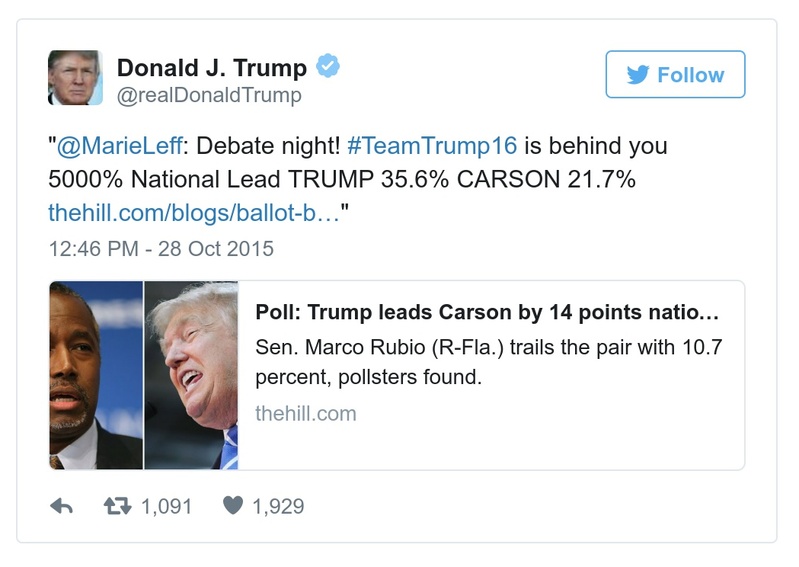 Donald J. Trump
@realDonaldTrump
Follow
"@MarieLeff: Debate night! #TeamTrump16 is behind you
5000% National Lead TRUMP 35.6% CARSON 21.7%
thehill.com/blogs/ballot-b…"
12:46 PM - 28 Oct 2015
Poll: Trump leads Carson by 14 points natio…
Sen. Marco Rubio (R-Fla.) trails the pair with 10.7
percent, pollsters found.
thehill.com
1,091 1,929